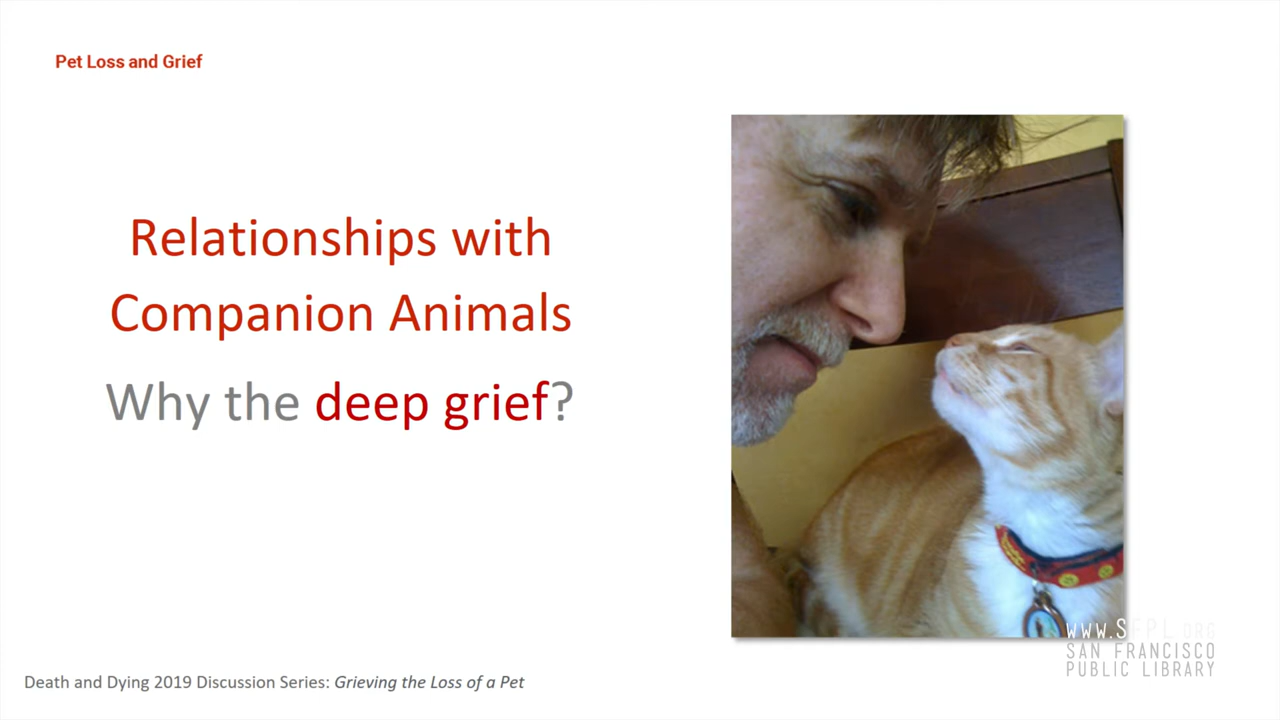 Pet Loss and Grief
Relationships with
Companion Animals
Why the deep grief?
Death and Dying 2019 Discussion Series: Grieving the Loss of a Pet
www.SFPL.ORG
SAN FRANCISCO
PUBLIC LIBRARY